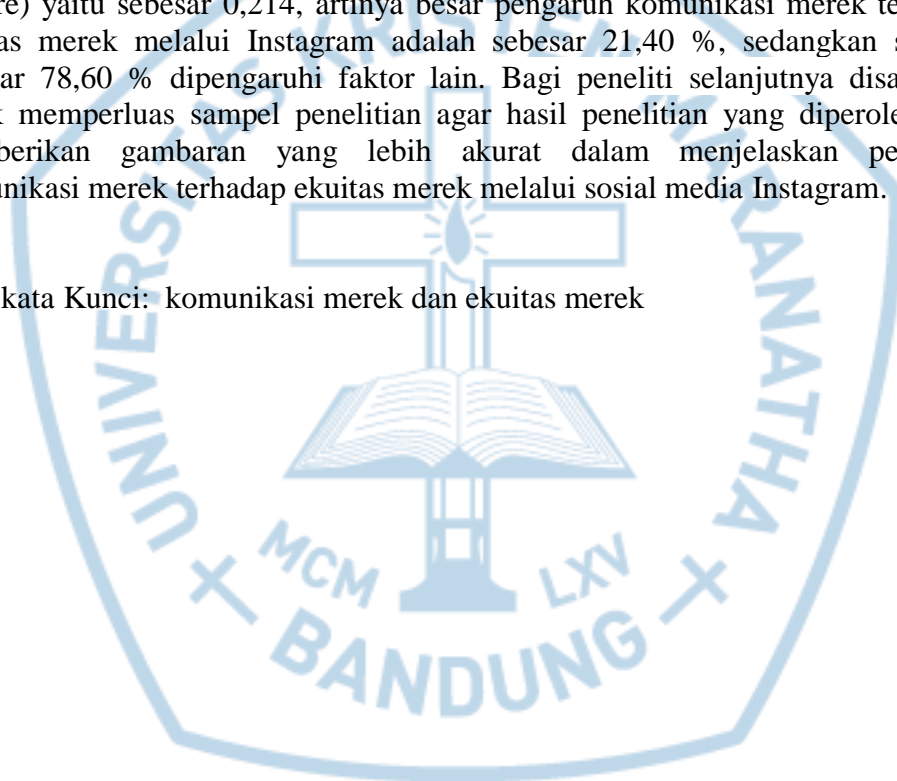 re) yaitu sebesar 0,214, artinya besar pengaruh komunikasi merek te
as merek melalui Instagram adalah sebesar 21,40 %, sedangkan s
ar 78,60 % dipengaruhi faktor lain. Bagi peneliti selanjutnya disa
k memperluas sampel penelitian agar hasil penelitian yang diperole
berikan gambaran yang lebih akurat dalam menjelaskan pe
unikasi merek terhadap ekuitas merek melalui sosial media Instagram.
kata Kunci: komunikasi merek dan ekuitas merek
UNIVERSITAS KRISTEN MARANATHA
MCM LXV
BANDUNG